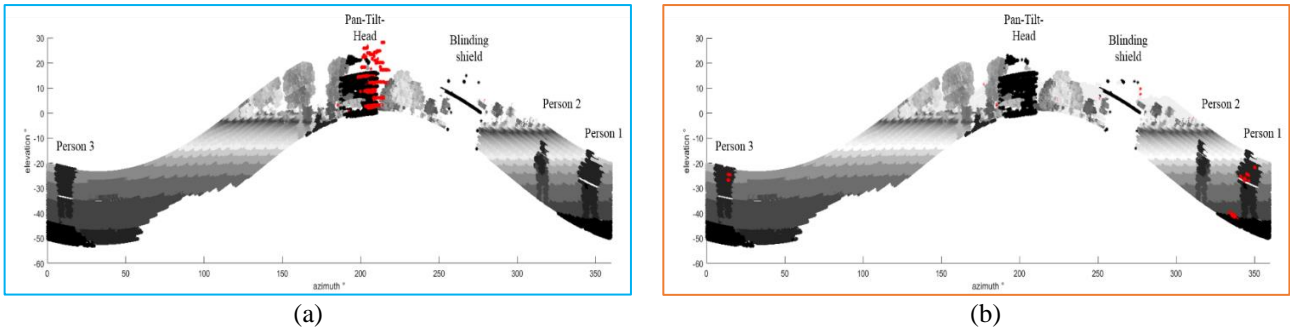 Pan-Tilt-
Head
Blinding
shield
Person 2
Person 1
Person 3
elevation °
30
20
10
0
-10
-20
-30
-40
-50
-60
0
50
100
150
200
250
300
350
azimuth °
(a)
Pan-Tilt-
Head
Blinding
shield
Person 2
Person 1
Person 3
elevation °
30
20
10
0
-10
-20
-30
-40
-50
-60
0
50
100
150
200
250
300
350
azimuth °
(b)